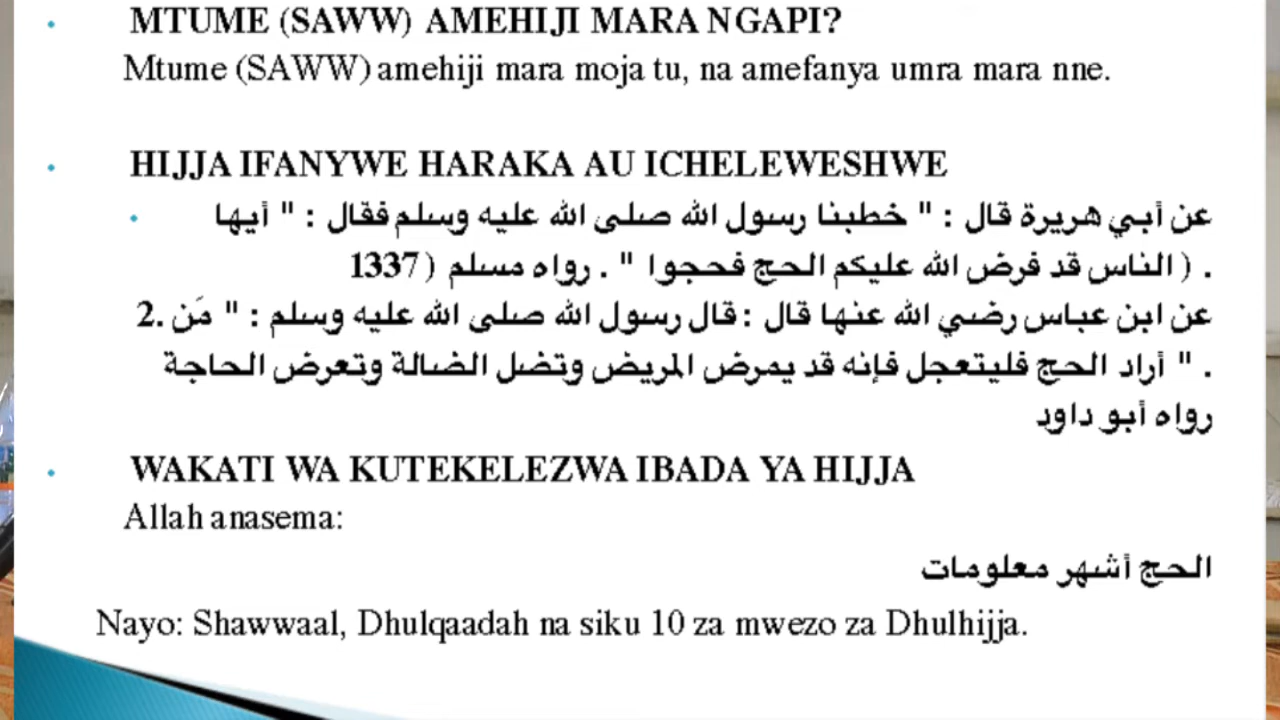 MTUME (SAWW) AMEHIJI MARA NGAPI?
Mtume (SAWW) amehiji mara moja tu, na amefanya umra mara nne.
HIJJA IFANYWE HARAKA AU ICHELEWESHWE
عن أبي هريرة قال : " خطبنا رسول الله صلى الله عليه وسلم فقال : " أيها
. ( الناس قد فرض الله عليكم الحج فحجوا " . رواه مسلم ( 1337
عن ابن عباس رضي الله عنها قال : قال رسول الله صلى الله عليه وسلم : " مَن .2
. " أراد الحج فليتعجل فإنه قد يمرض المريض وتضل الضالة وتعرض الحاجة
رواه أبو داود
WAKATI WA KUTEKELEZWA IBADA YA HIJJA
Allah anasema:
الحج أشهر معلومات
Nayo: Shawwaal, Dhulqaadah na siku 10 za mwezo za Dhulhijja.